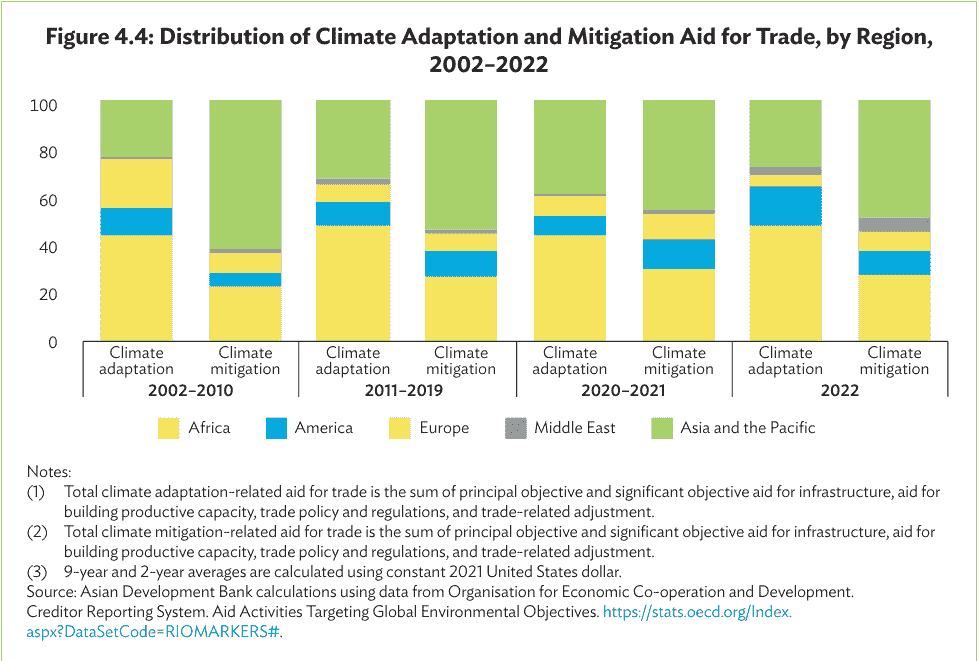 Figure 4.4: Distribution of Climate Adaptation and Mitigation Aid for Trade, by Region,
2002–2022
100
80
60
40
20
0
Climate adaptation
Climate mitigation
Climate adaptation
Climate mitigation
Climate adaptation
Climate mitigation
Climate adaptation
Climate mitigation
2002–2010
2011–2019
2020–2021
2022
Africa
America
Europe
Middle East
Asia and the Pacific
Notes:
(1) Total climate adaptation-related aid for trade is the sum of principal objective and significant objective aid for infrastructure, aid for
building productive capacity, trade policy and regulations, and trade-related adjustment.
(2) Total climate mitigation-related aid for trade is the sum of principal objective and significant objective aid for infrastructure, aid for
building productive capacity, trade policy and regulations, and trade-related adjustment.
(3) 9-year and 2-year averages are calculated using constant 2021 United States dollar.
Source: Asian Development Bank calculations using data from Organisation for Economic Co-operation and Development.
Creditor Reporting System. Aid Activities Targeting Global Environmental Objectives. https://stats.oecd.org/Index.
aspx?DataSetCode=RIOMARKERS#.